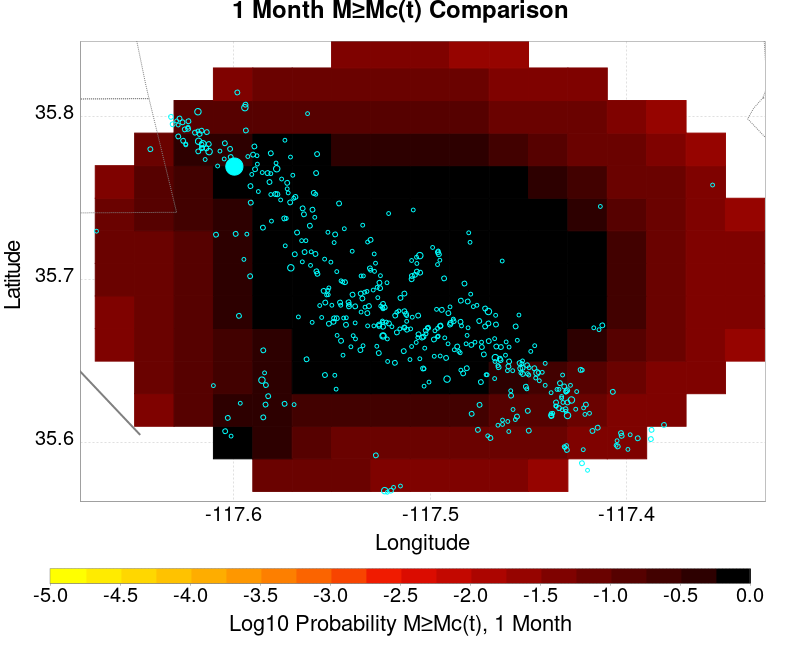 1 Month M≥Mc(t) Comparison
35.8
35.7
35.6
Latitude
-117.6 -117.5 -117.4
Longitude
-5.0 -4.5 -4.0 -3.5 -3.0 -2.5 -2.0 -1.5 -1.0 -0.5 0.0
Log10 Probability M≥Mc(t), 1 Month